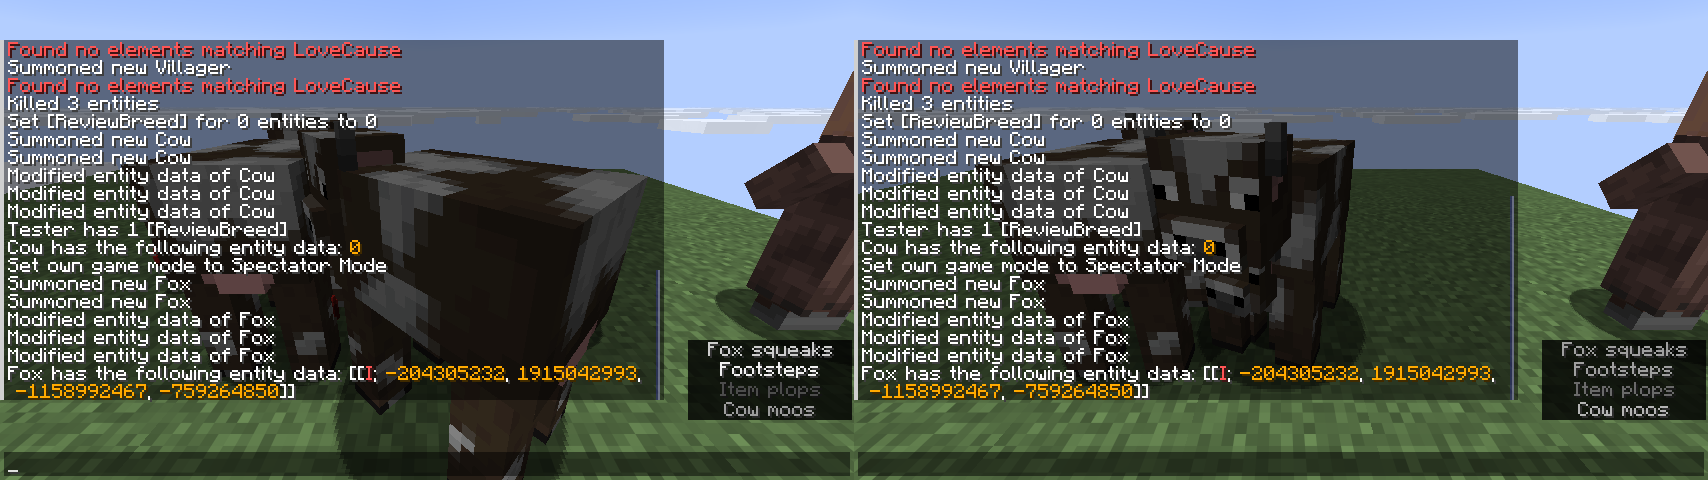 Found no elements matching LoveCause
Summoned new Villager
Found no elements matching LoveCause
Killed 3 entities
Set [ReviewBreed] for 0 entities to 0
Summoned new Cow
Summoned new Cow
Modified entity data of Cow
Modified entity data of Cow
Modified entity data of Cow
Tester has 1 [ReviewBreed]
Cow has the following entity data: 0
Set own game mode to Spectator Mode
Summoned new Fox
Summoned new Fox
Modified entity data of Fox
Modified entity data of Fox
Modified entity data of Fox
Fox has the following entity data: [[I; -204305232, 1915042993,
-1158992467, -759264850]]
Fox squeaks
Footsteps
Item plops
Cow moos
_
Found no elements matching LoveCause
Summoned new Villager
Found no elements matching LoveCause
Killed 3 entities
Set [ReviewBreed] for 0 entities to 0
Summoned new Cow
Summoned new Cow
Modified entity data of Cow
Modified entity data of Cow
Modified entity data of Cow
Tester has 1 [ReviewBreed]
Cow has the following entity data: 0
Set own game mode to Spectator Mode
Summoned new Fox
Summoned new Fox
Modified entity data of Fox
Modified entity data of Fox
Modified entity data of Fox
Fox has the following entity data: [[I; -204305232, 1915042993,
-1158992467, -759264850]]
Fox squeaks
Footsteps
Item plops
Cow moos